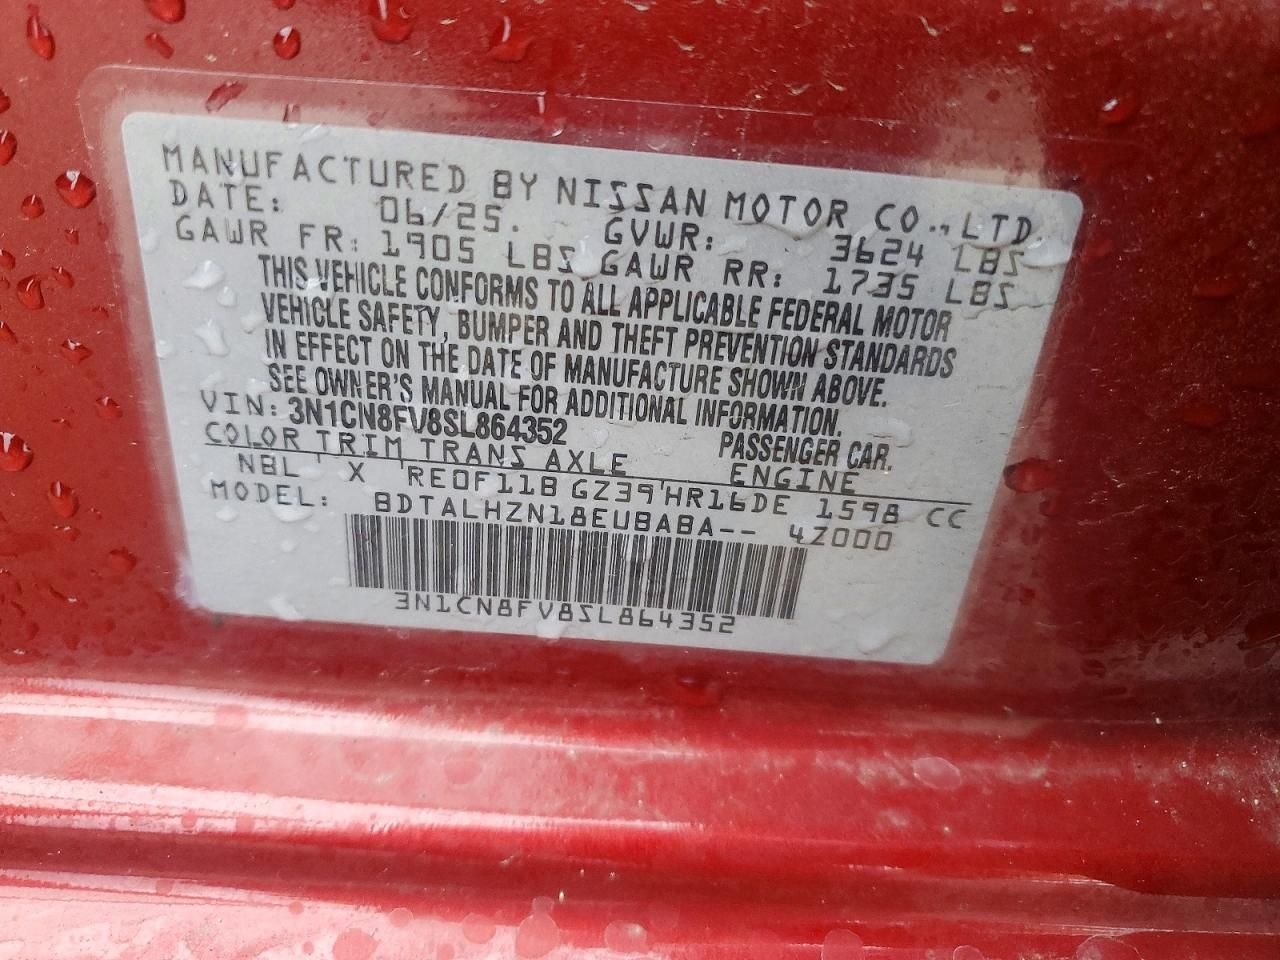 MANUFACTURED BY NISSAN MOTOR CO., LTD
DATE: 06/25. GVWR: 3624 LBS
GAWR FR: 1905 LBS GAWR RR: 1735 LBS
THIS VEHICLE CONFORMS TO ALL APPLICABLE FEDERAL MOTOR
VEHICLE SAFETY, BUMPER AND THEFT PREVENTION STANDARDS
IN EFFECT ON THE DATE OF MANUFACTURE SHOWN ABOVE.
SEE OWNER'S MANUAL FOR ADDITIONAL INFORMATION.
VIN: 3N1CN8FV8SL864352 PASSENGER CAR.
COLOR TRIM TRANS AXLE ENGINE
NBL X RE0F11B GZ39 HR16DE 1598 CC
MODEL: BDTALHZN18EUBABA-- 4Z000
3N1CN8FV8SL864352